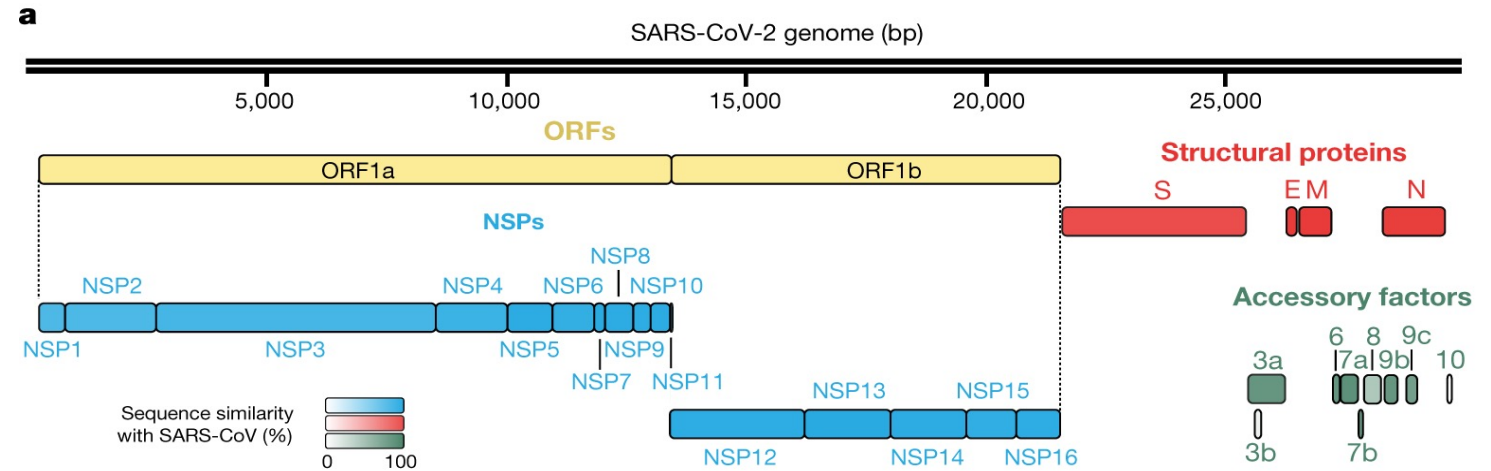 a
SARS-CoV-2 genome (bp)
5,000 10,000 15,000 20,000 25,000
ORFs
ORF1a ORF1b
Structural proteins
S E M N
NSPs
NSP8
NSP2 NSP4 NSP6 NSP10
NSP1 NSP3 NSP5 NSP9
NSP7 NSP11
Accessory factors
6 8 9c
3a 7a 9b 10
3b 7b
NSP13 NSP15
NSP12 NSP14 NSP16
Sequence similarity
with SARS-CoV (%)
0 100